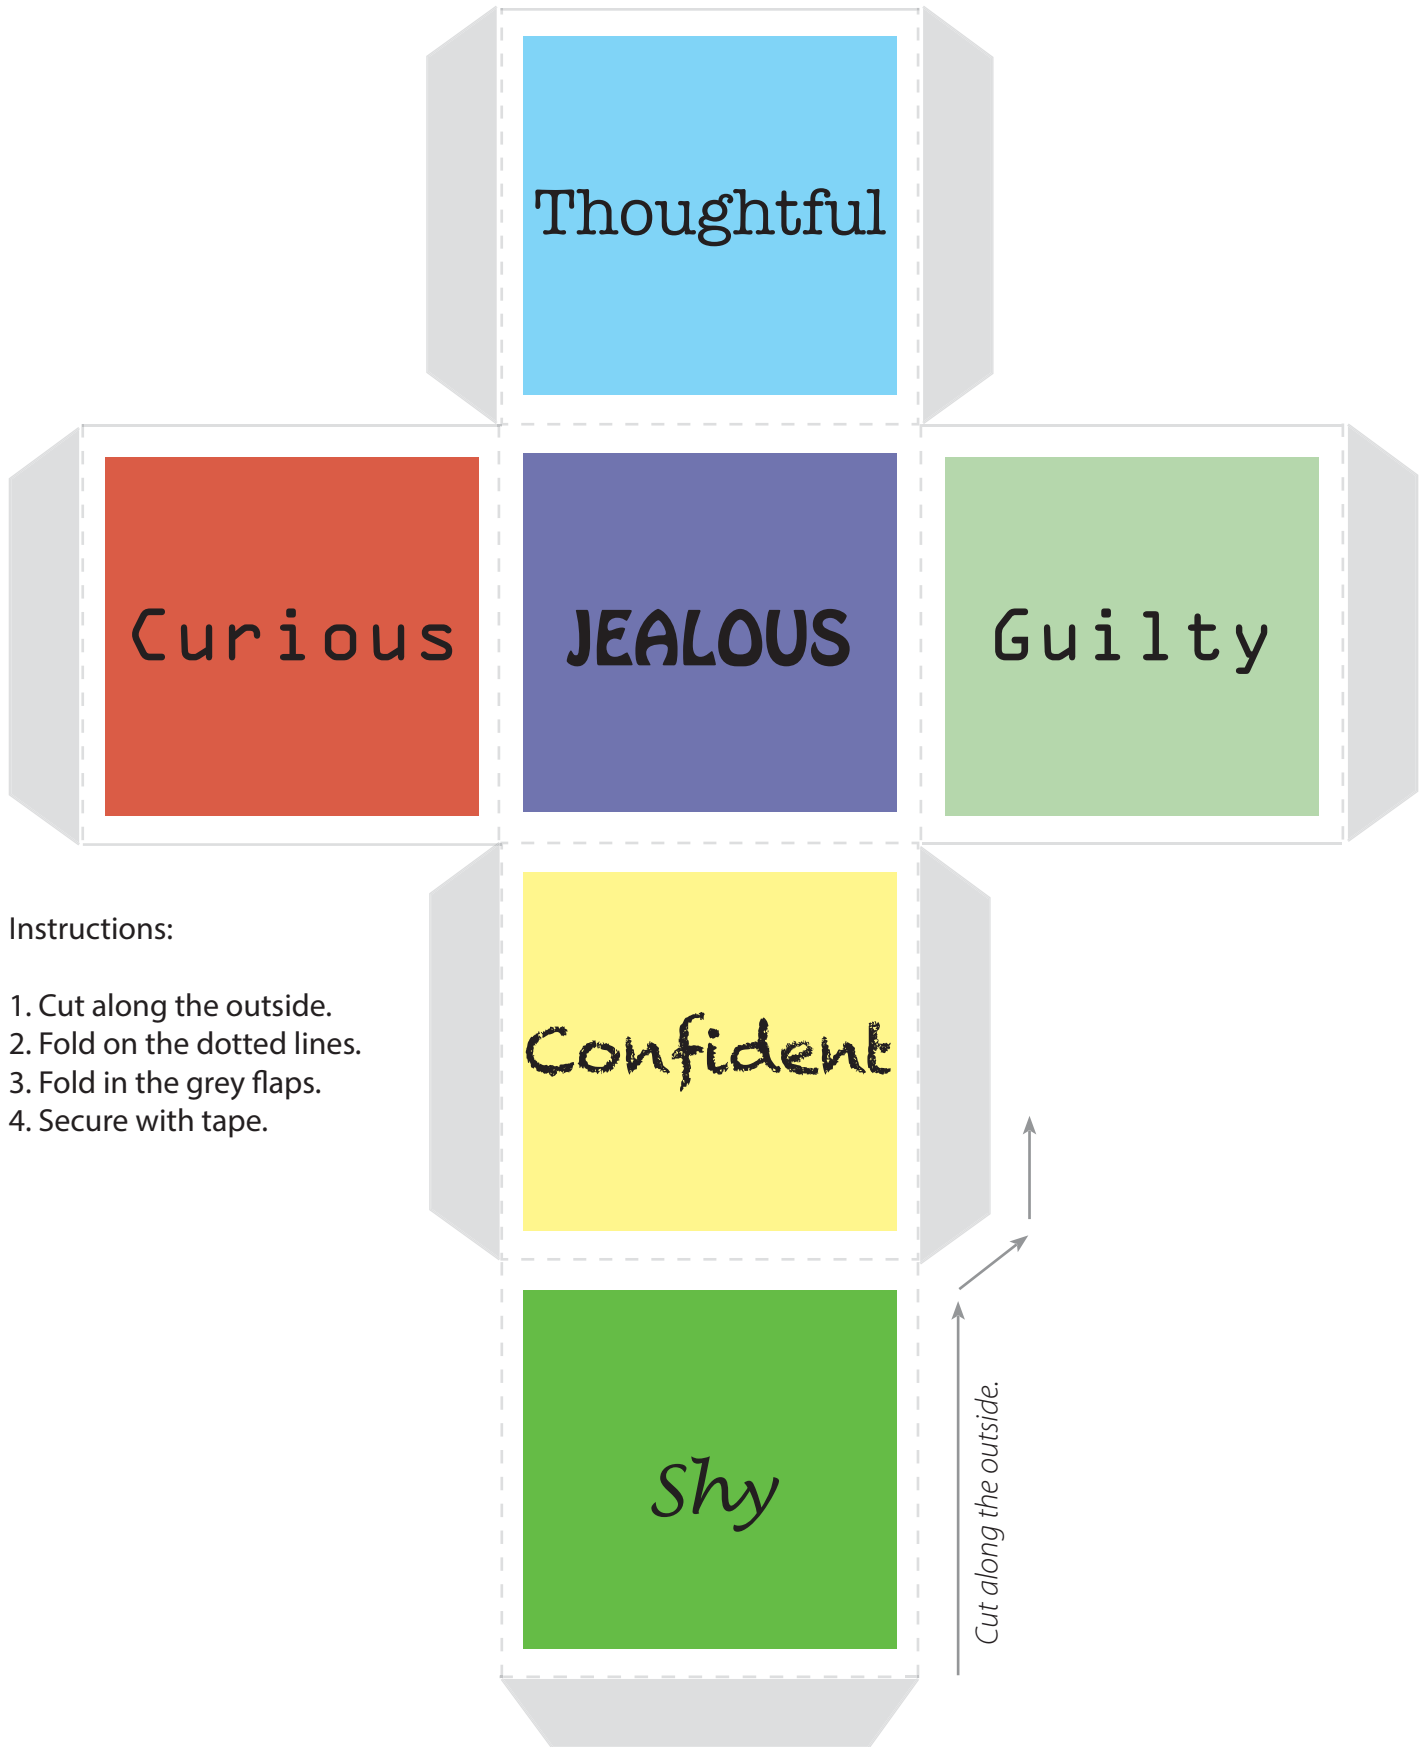 Thoughtful
Curious
JEALOUS
Guilty
Instructions:
1. Cut along the outside.
2. Fold on the dotted lines.
3. Fold in the grey flaps.
4. Secure with tape.
Confident
Shy
Cut along the outside.